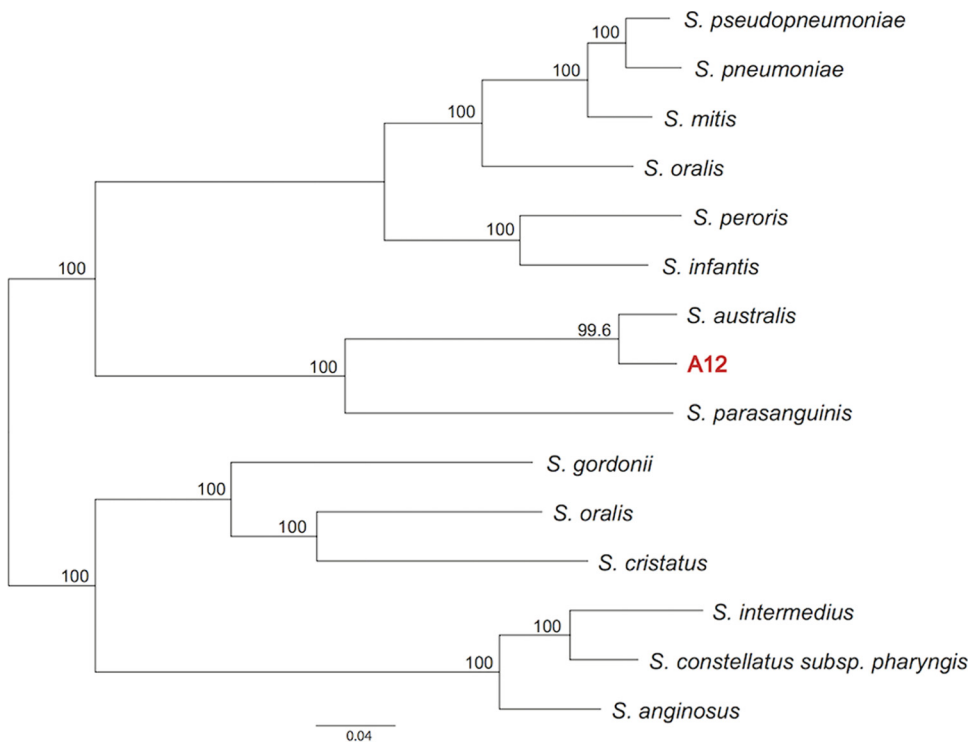 S. pseudopneumoniae
100
S. pneumoniae
100
100
S. mitis
S. oralis
S. peroris
100
S. infantis
100
S. australis
99.6
A12
100
S. parasanguinis
S. gordonii
100
S. oralis
100
S. cristatus
100
S. intermedius
100
S. constellatus subsp. pharyngis
100
S. anginosus
0.04